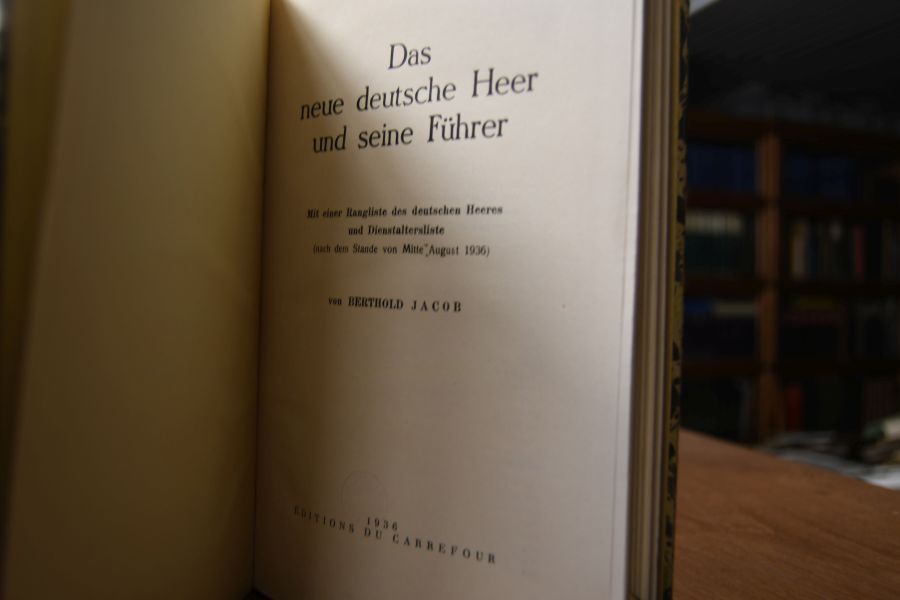 Das
neue deutsche Heer
und seine Führer
Mit einer Rangliste des deutschen Heeres
und Dienstaltersliste
(nach dem Stande von Mitte August 1936)
von BERTHOLD JACOB
1936
EDITIONS DU CARREFOUR